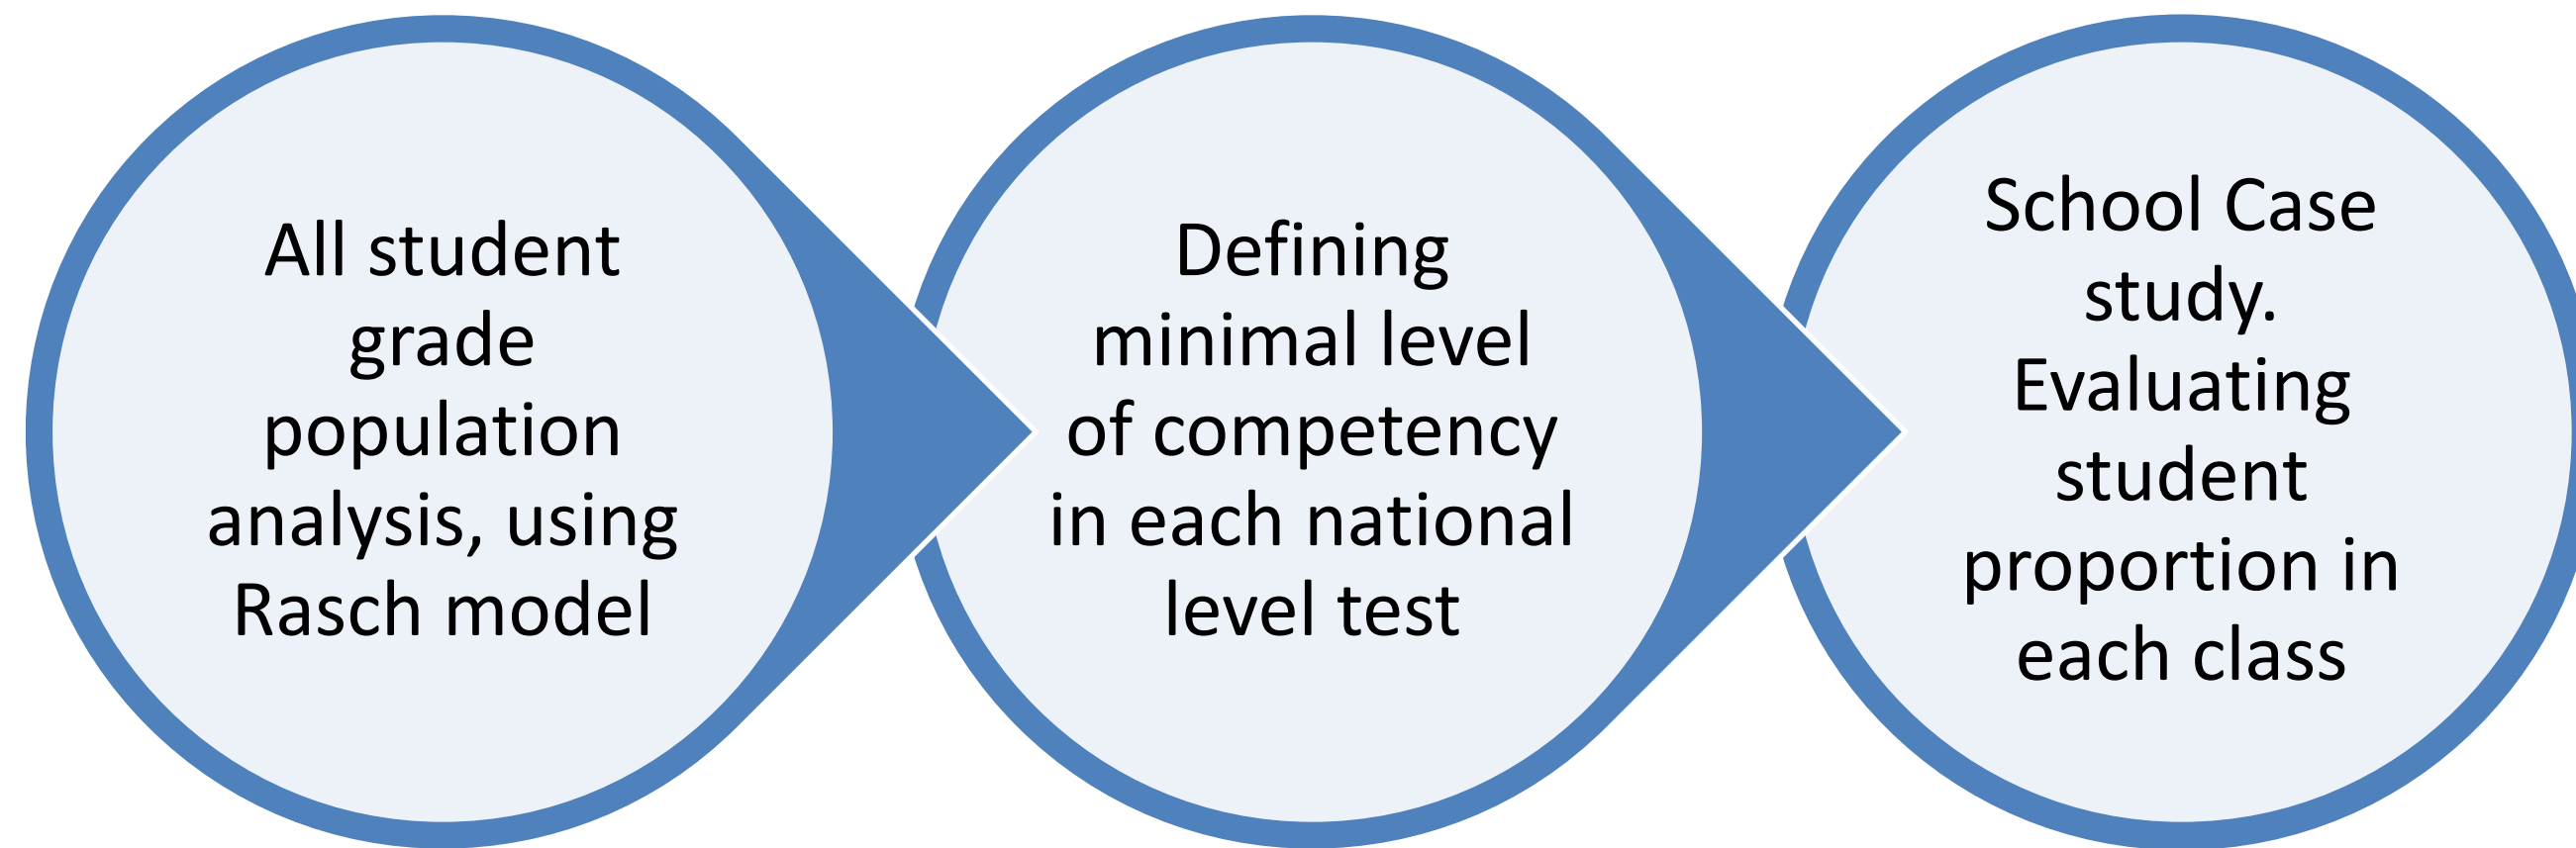 All student
grade
population
analysis, using
Rasch model
Defining
minimal level
of competency
in each national
level test
School Case
study.
Evaluating
student
proportion in
each class